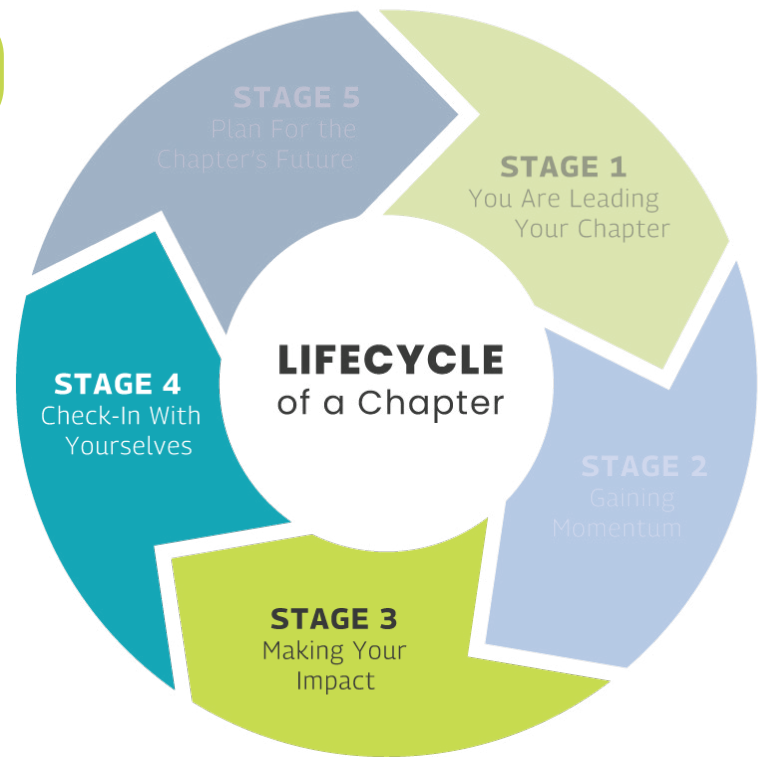 LIFECYCLE
of a Chapter
STAGE 1
You Are Leading
Your Chapter
STAGE 2
Gaining
Momentum
STAGE 3
Making Your
Impact
STAGE 4
Check-In With
Yourselves
STAGE 5
Plan For the
Chapter's Future